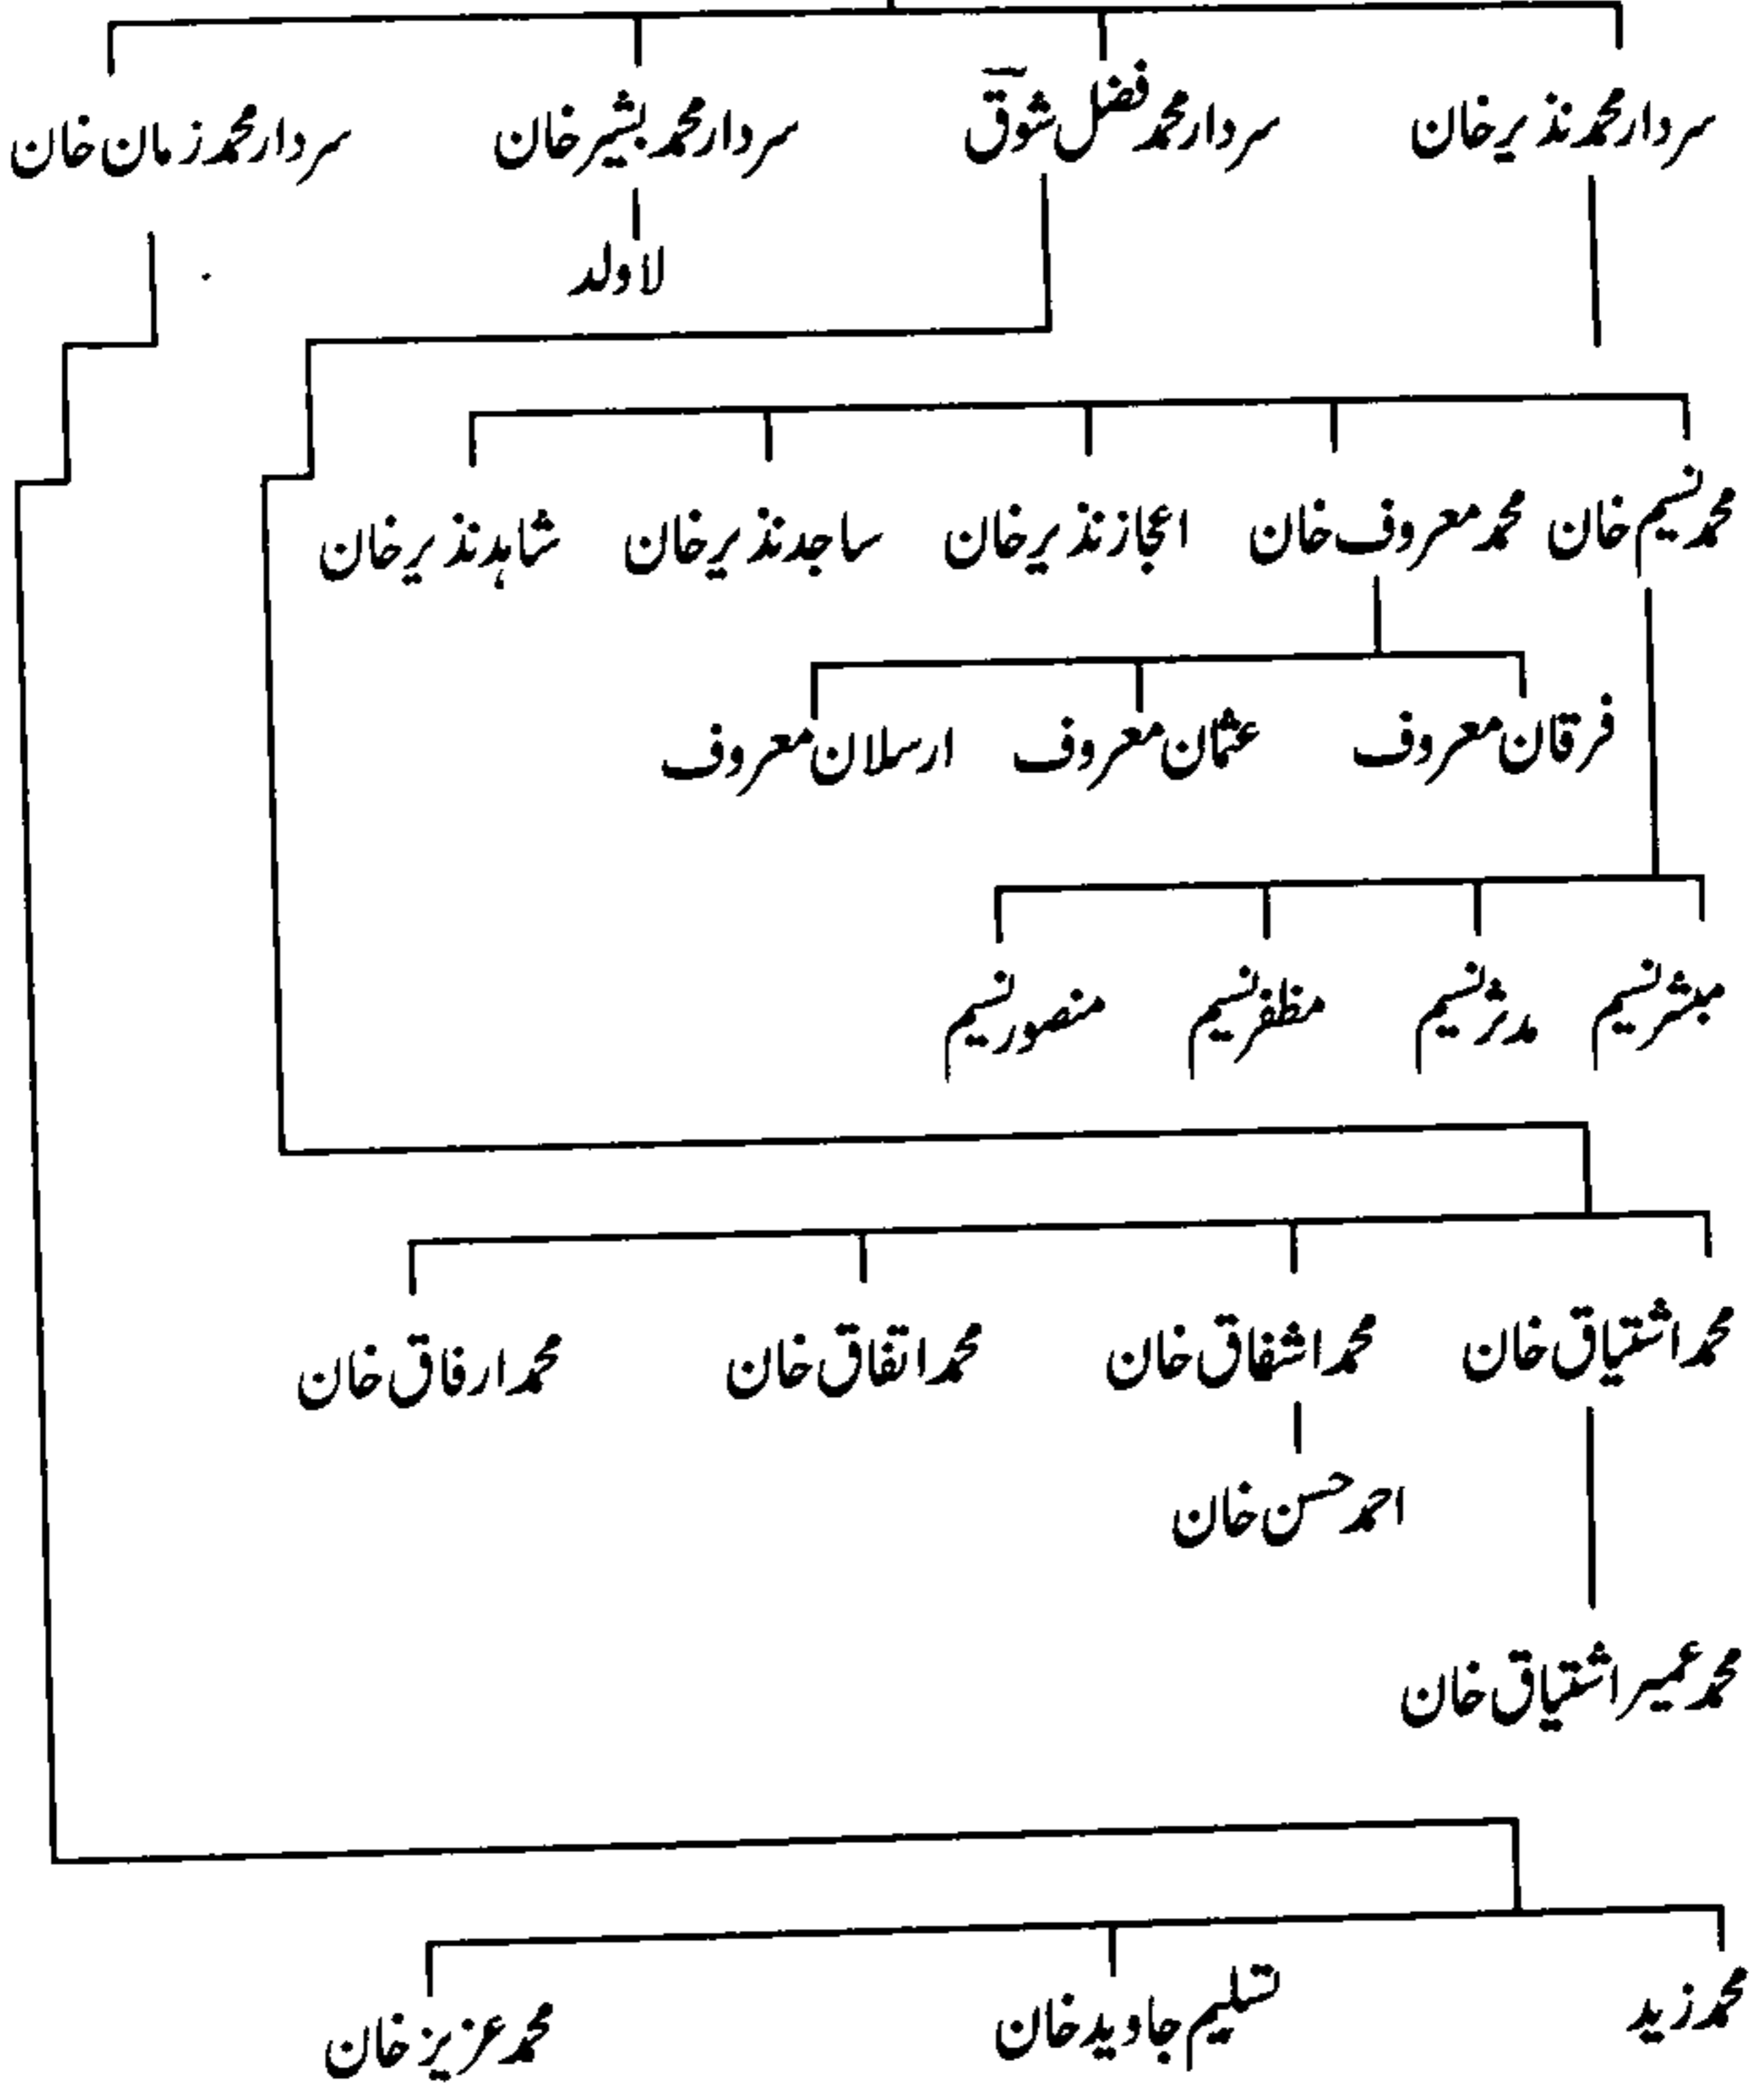 سردار محمد نذیر خان سردار محمد فضل شوقؔ سردار محمد بشیر خان سردار محمد زمان خان
لاولد
محمد نسیم خان محمد معروف خان اعجاز نذیر خان ساجد نذیر خان شاہد نذیر خان
فرقان معروف عثمان معروف ارسلان معروف
مبشر نسیم مدثر نسیم مظفر نسیم منصور نسیم
محمد اشتیاق خان محمد اشفاق خان محمد اتفاق خان محمد ارفاق خان
احمد حسن خان
محمد عمیر اشتیاق خان
محمد زید تسلیم جاوید خان محمد عزیز خان